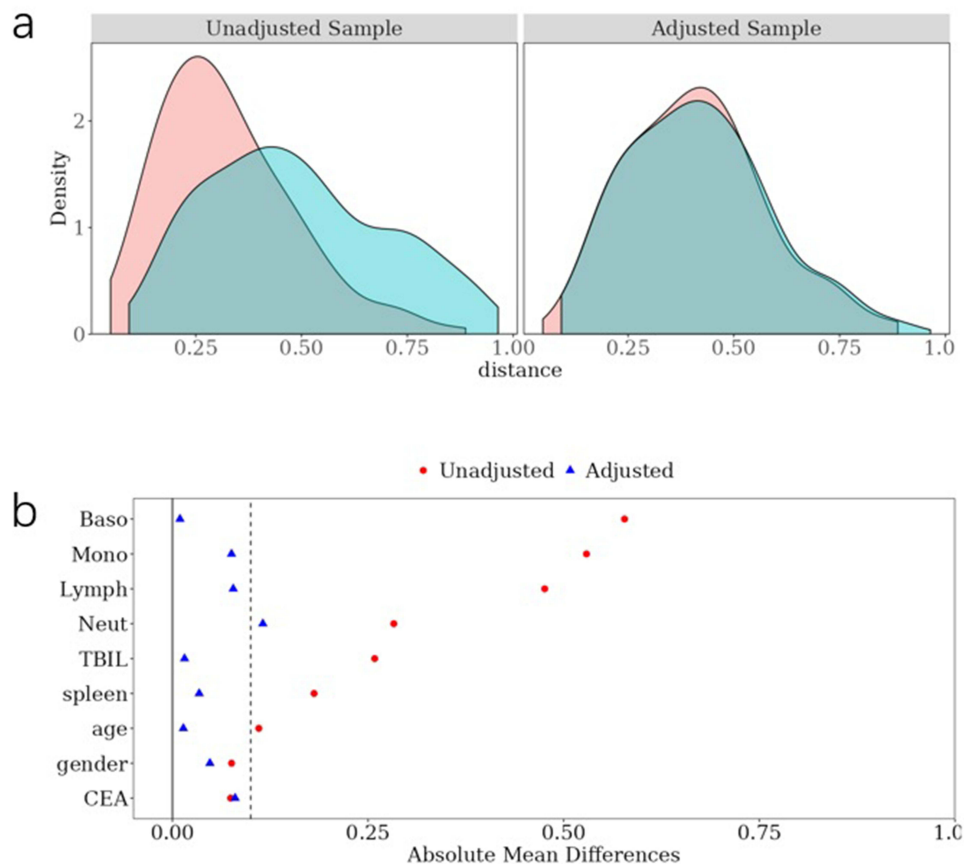 a
Unadjusted Sample
Adjusted Sample
Density
2
1
0
0.25 0.50 0.75 1.00
0.25 0.50 0.75 1.0
distance
Unadjusted Adjusted
b
Baso
Mono
Lymph
Neut
TBIL
spleen
age
gender
CEA
0.00 0.25 0.50 0.75 1.0
Absolute Mean Differences